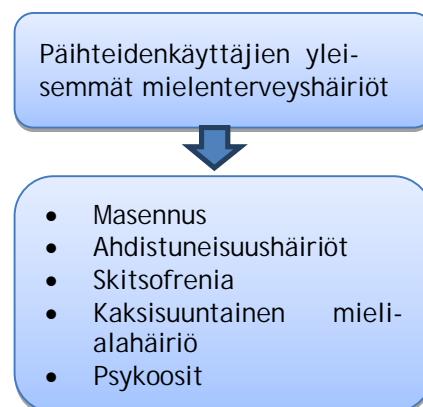 Päihteidenkäyttäjien ylei-
semmät mielenterveyshäiriöt
• Masennus
• Ahdistuneisuushäiriöt
• Skitsofrenia
• Kaksisuuntainen mieli-
alahäiriö
• Psykoosit